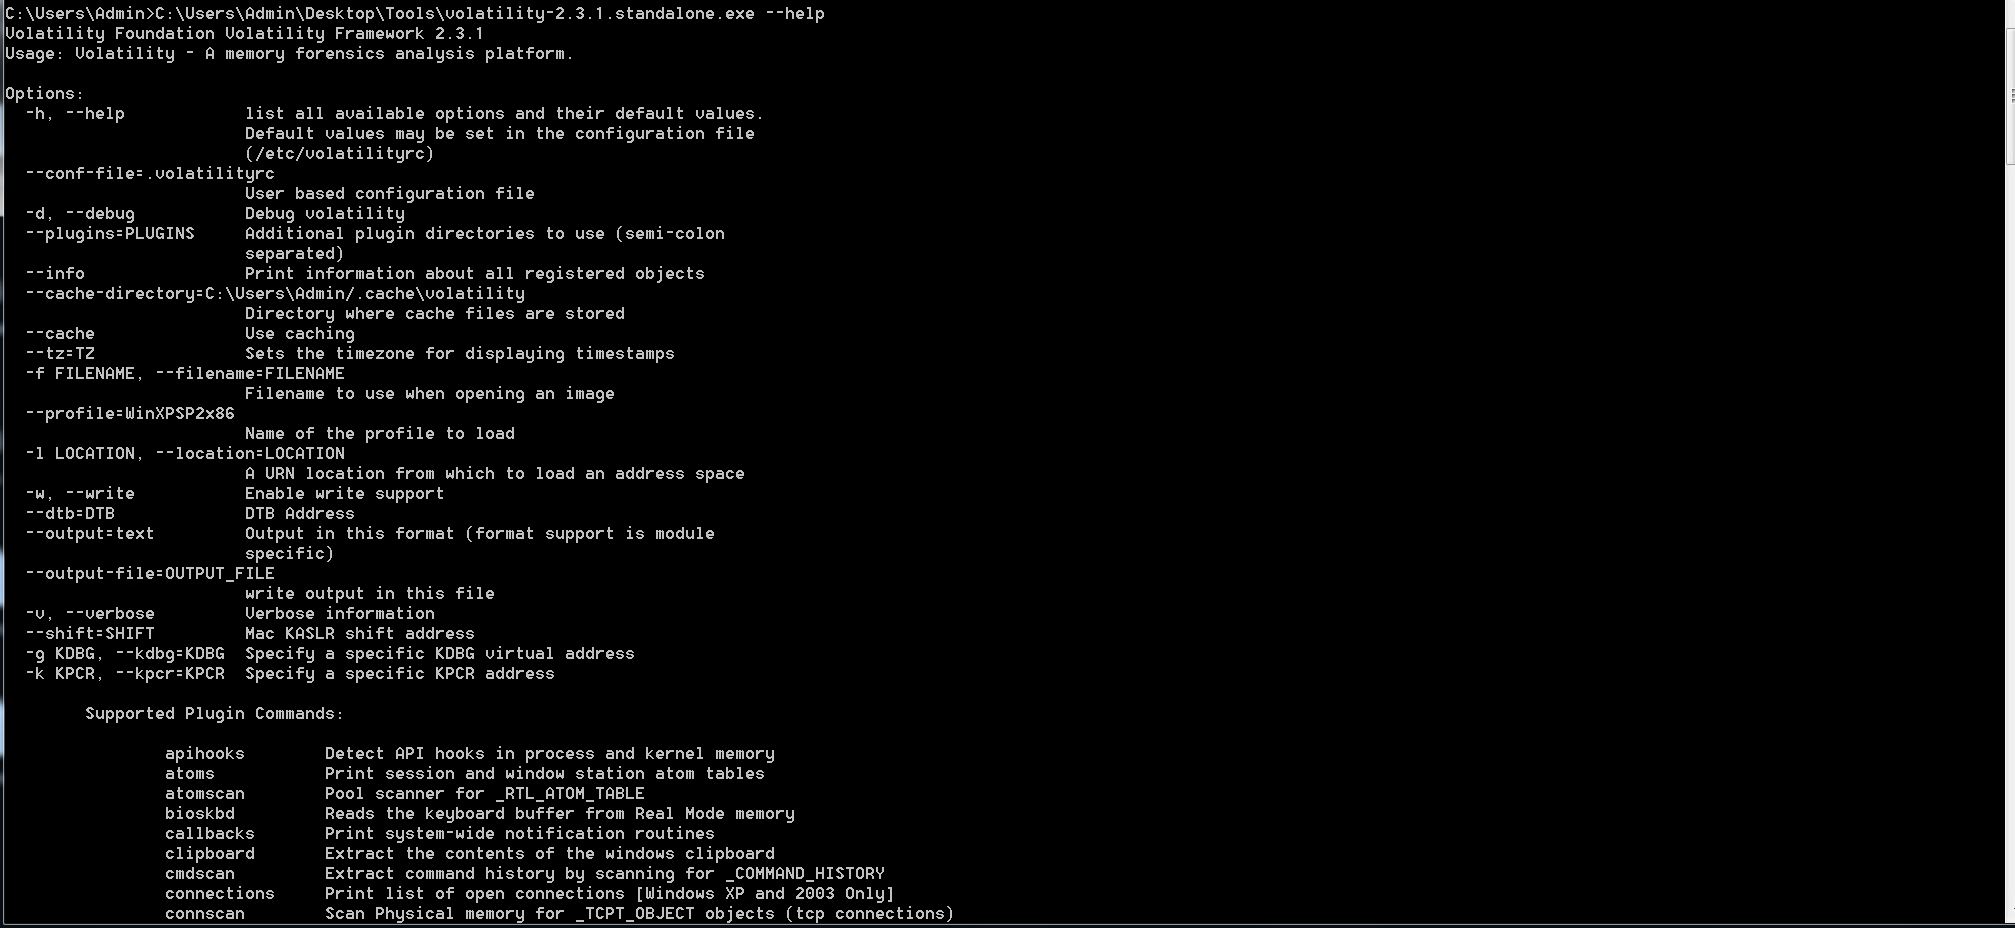 C:\Users\Admin>C:\Users\Admin\Desktop\Tools\volatility-2.3.1.standalone.exe --help
Volatility Foundation Volatility Framework 2.3.1
Usage: Volatility - A memory forensics analysis platform.
Options:
-h, --help list all available options and their default values.
Default values may be set in the configuration file
(/etc/volatilityrc)
--conf-file=.volatilityrc
User based configuration file
-d, --debug Debug volatility
--plugins=PLUGINS Additional plugin directories to use (semi-colon
separated)
--info Print information about all registered objects
--cache-directory=C:\Users\Admin/.cache\volatility
Directory where cache files are stored
--cache Use caching
--tz=TZ Sets the timezone for displaying timestamps
-f FILENAME, --filename=FILENAME
Filename to use when opening an image
--profile=WinXPSP2x86
Name of the profile to load
-l LOCATION, --location=LOCATION
A URN location from which to load an address space
-w, --write Enable write support
--dtb=DTB DTB Address
--output=text Output in this format (format support is module
specific)
--output-file=OUTPUT_FILE
write output in this file
-v, --verbose Verbose information
--shift=SHIFT Mac KASLR shift address
-g KDBG, --kdbg=KDBG Specify a specific KDBG virtual address
-k KPCR, --kpcr=KPCR Specify a specific KPCR address
Supported Plugin Commands:
apihooks Detect API hooks in process and kernel memory
atoms Print session and window station atom tables
atomscan Pool scanner for _RTL_ATOM_TABLE
bioskbd Reads the keyboard buffer from Real Mode memory
callbacks Print system-wide notification routines
clipboard Extract the contents of the windows clipboard
cmdscan Extract command history by scanning for _COMMAND_HISTORY
connections Print list of open connections [Windows XP and 2003 Only]
connscan Scan Physical memory for _TCPT_OBJECT objects (tcp connections)